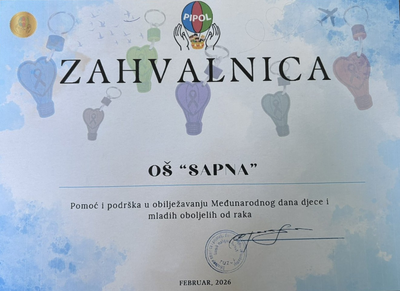 PIPOL
ZAHVALNICA
OŠ “SAPNA”
Pomoć i podrška u obilježavanju Međunarodnog dana djece i
mladih oboljelih od raka
FEBRUAR, 2026